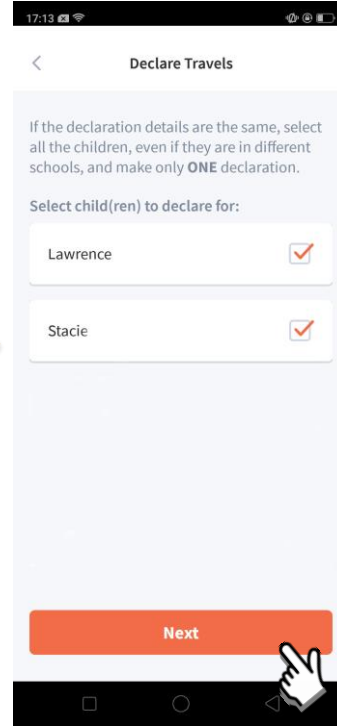 17:13
Declare Travels
If the declaration details are the same, select
all the children, even if they are in different
schools, and make only ONE declaration.
Select child(ren) to declare for:
Lawrence
Stacie
Next